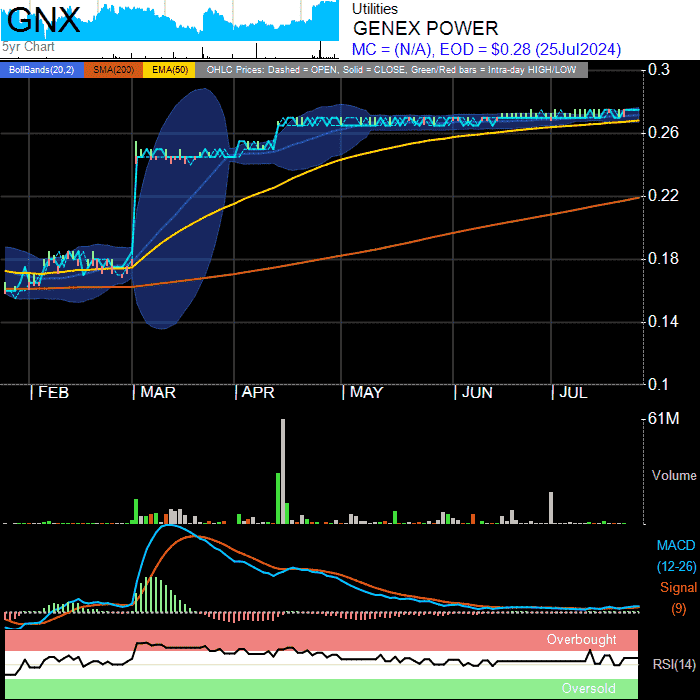 GNX
5yr Chart
Utilities
GENEX POWER
MC = (N/A), EOD = $0.28 (25Jul2024)
BollBands(20,2) SMA(200) EMA(50) OHLC Prices: Dashed = OPEN, Solid = CLOSE, Green/Red bars = Intra-day HIGH/LOW
0.3
0.26
0.22
0.18
0.14
0.1
FEB MAR APR MAY JUN JUL
61M
Volume
MACD
(12-26)
Signal
(9)
Overbought
RSI(14)
Oversold